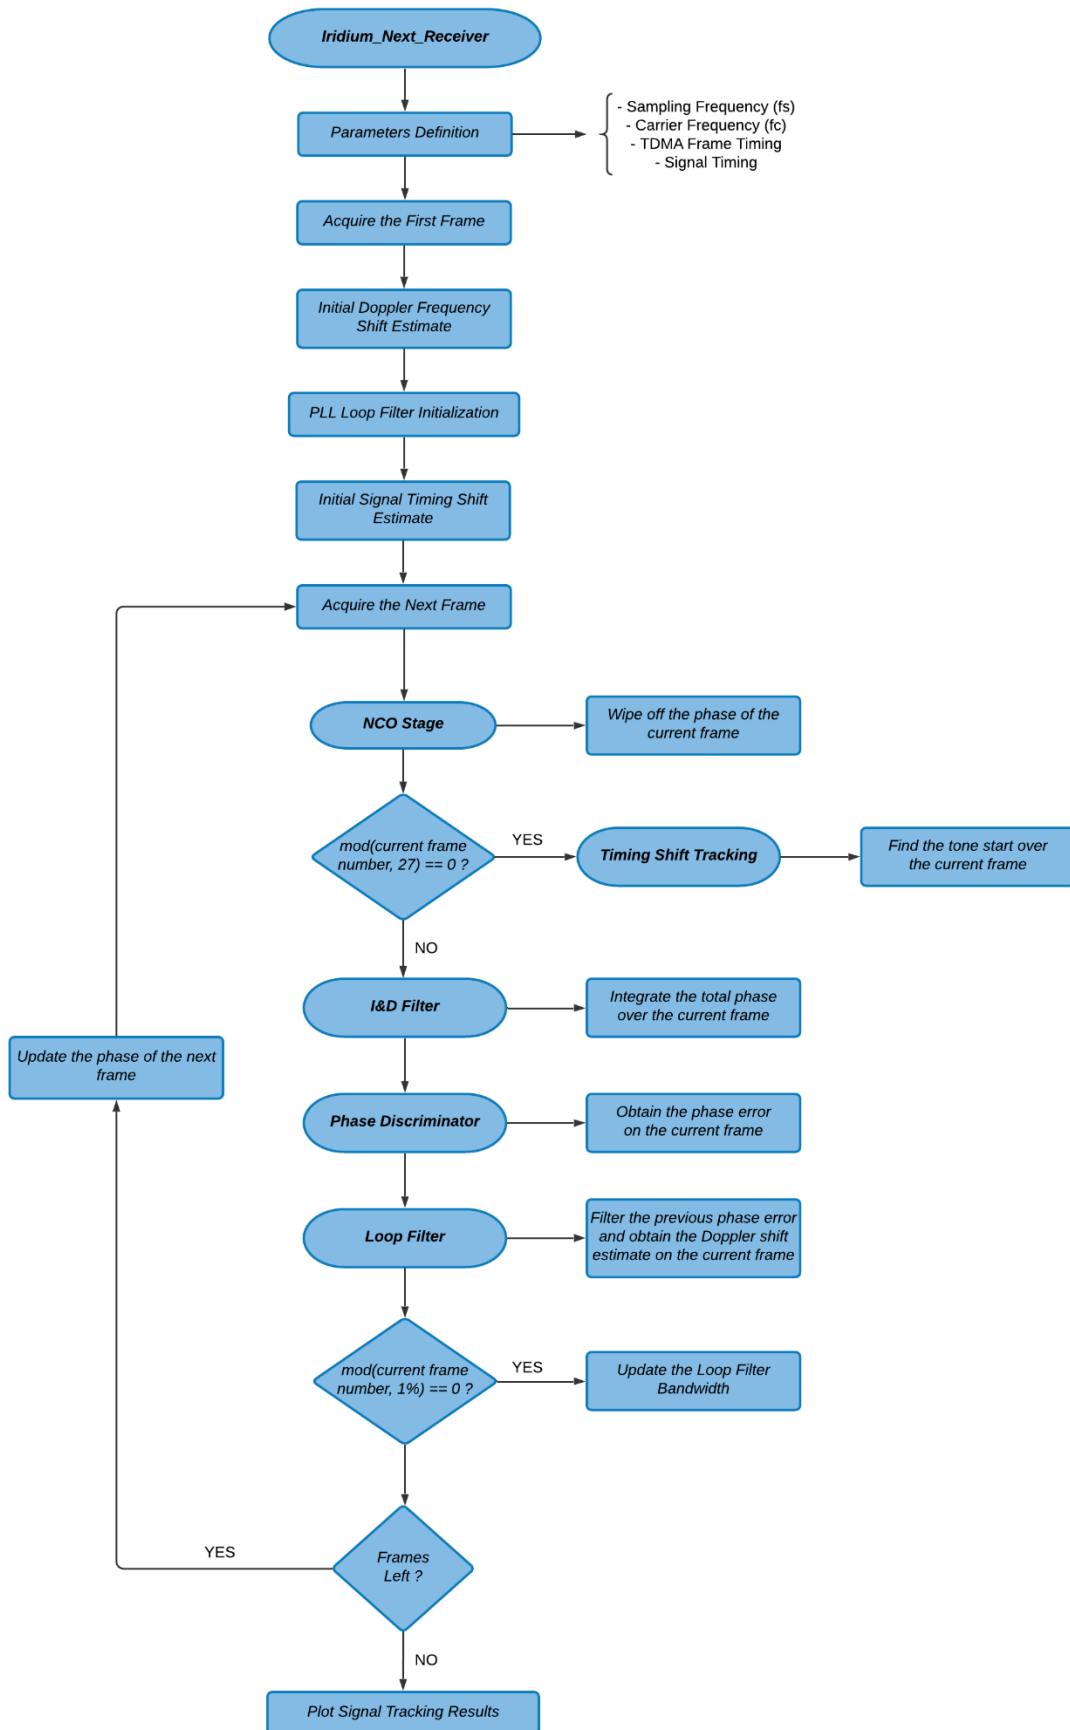 Iridium_Next_Receiver
Parameters Definition
- Sampling Frequency (fs)
- Carrier Frequency (fc)
- TDMA Frame Timing
- Signal Timing
Acquire the First Frame
Initial Doppler Frequency
Shift Estimate
PLL Loop Filter Initialization
Initial Signal Timing Shift
Estimate
Acquire the Next Frame
NCO Stage
Wipe off the phase of the
current frame
mod(current frame
number, 27) == 0 ?
YES
Timing Shift Tracking
Find the tone start over
the current frame
NO
I&D Filter
Integrate the total phase
over the current frame
Update the phase of the next
frame
Phase Discriminator
Obtain the phase error
on the current frame
Loop Filter
Filter the previous phase error
and obtain the Doppler shift
estimate on the current frame
mod(current frame
number, 1%) == 0 ?
YES
Update the Loop Filter
Bandwidth
Frames
Left ?
YES
NO
Plot Signal Tracking Results